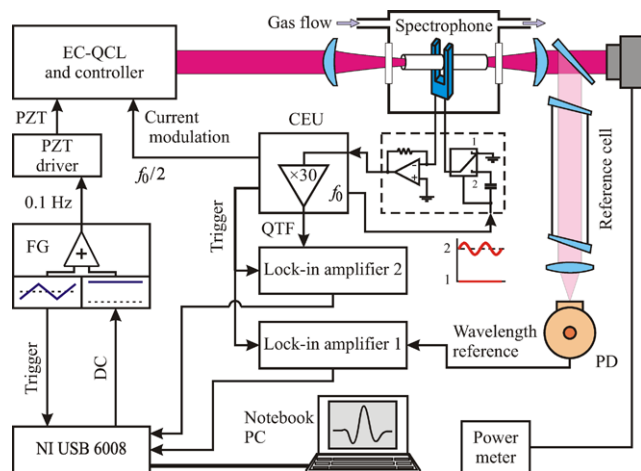 Gas flow
Spectrophone
EC-QCL
and controller
PZT
Current
modulation
CEU
PZT
driver
f₀/2
×30
f₀
1
2
0.1 Hz
Trigger
QTF
FG
+
-
+
2
1
Reference cell
Lock-in amplifier 2
Lock-in amplifier 1
Wavelength
reference
PD
Trigger
DC
NI USB 6008
Notebook
PC
Power
meter